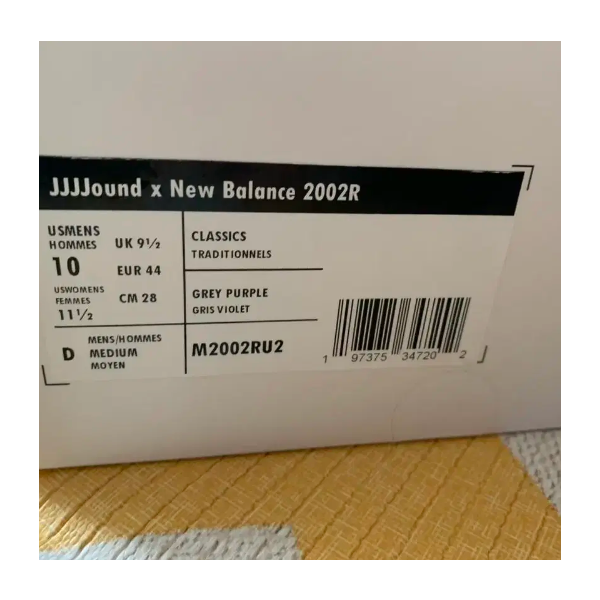 JJJJound x New Balance 2002R
USMENS
HOMMES
10
UK 9½
EUR 44
USWOMENS
FEMMES
11½
CM 28
D
MENS/HOMMES
MEDIUM
MOYEN
CLASSICS
TRADITIONNELS
GREY PURPLE
GRIS VIOLET
M2002RU2
1 97375 34720 2